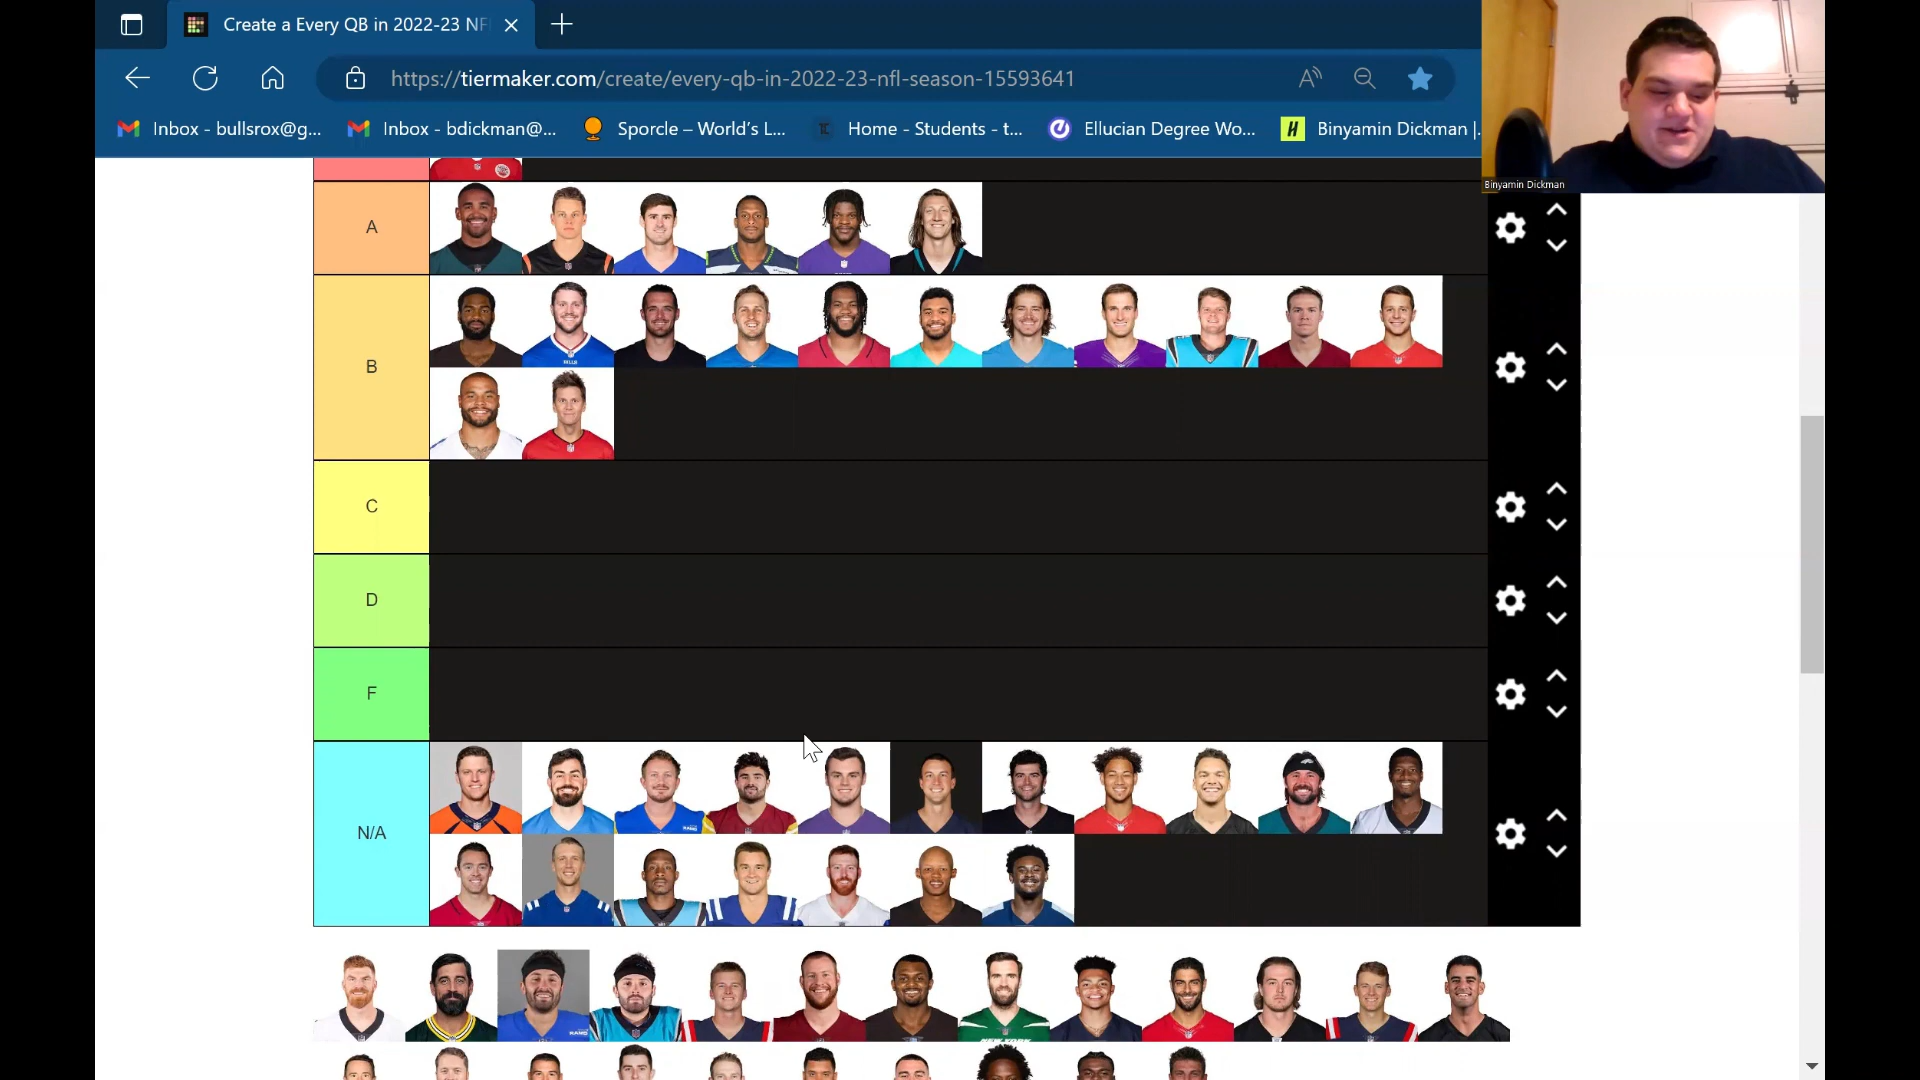 Create a Every QB in 2022-23 NF
https://tiermaker.com/create/every-qb-in-2022-23-nfl-season-15593641
Inbox - bullsrox@g... Inbox - bdickman@... Sporcle – World's L... Home - Students - t... Ellucian Degree Wo... Binyamin Dickman |.
Binyamin Dickman
A
B
C
D
F
N/A